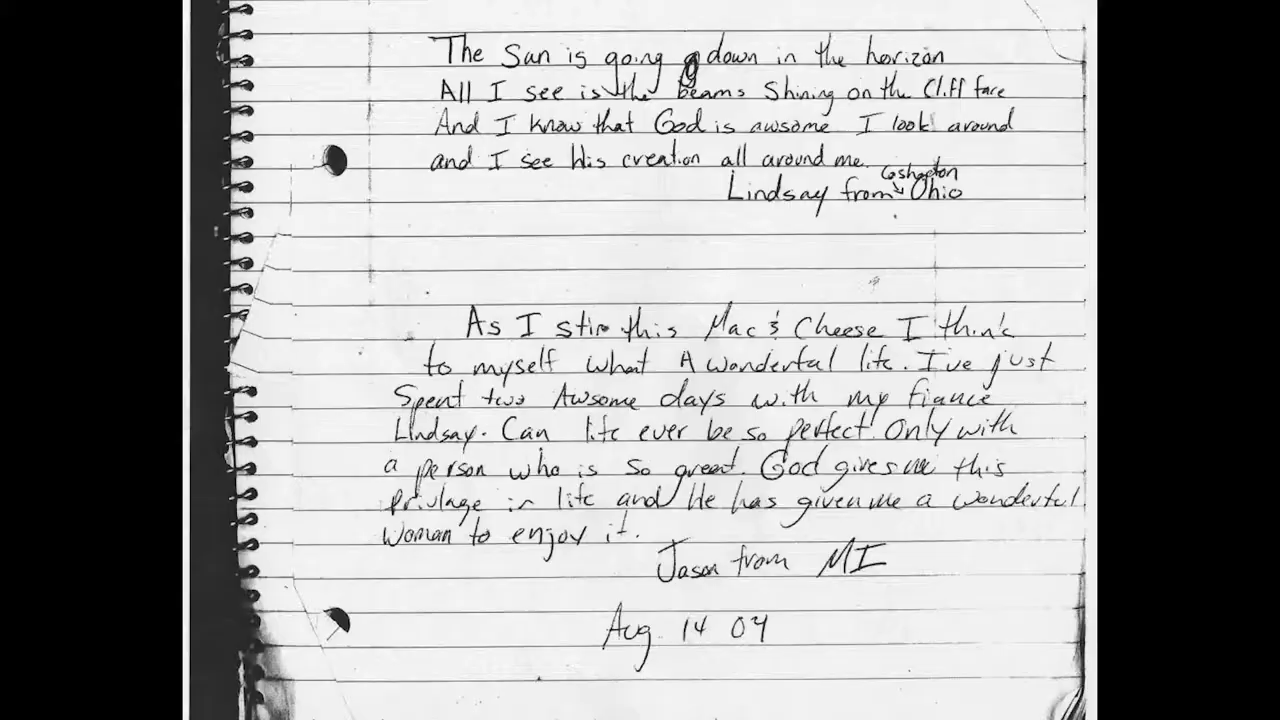 The Sun is going down in the horizon
All I see is the beams Shining on the Cliff face
And I know that God is awsome I look around
and I see his creation all around me.
Coshocton
Lindsay from Ohio
As I stir this Mac & Cheese I think
to myself what A wonderful life. I've just
Spent two Awsome days with my fiance
Lindsay. Can life ever be so perfect. Only with
a person who is so great. God gives me this
privlage in life and He has given me a wonderful
woman to enjoy it.
Jason from MI
Aug 14 04